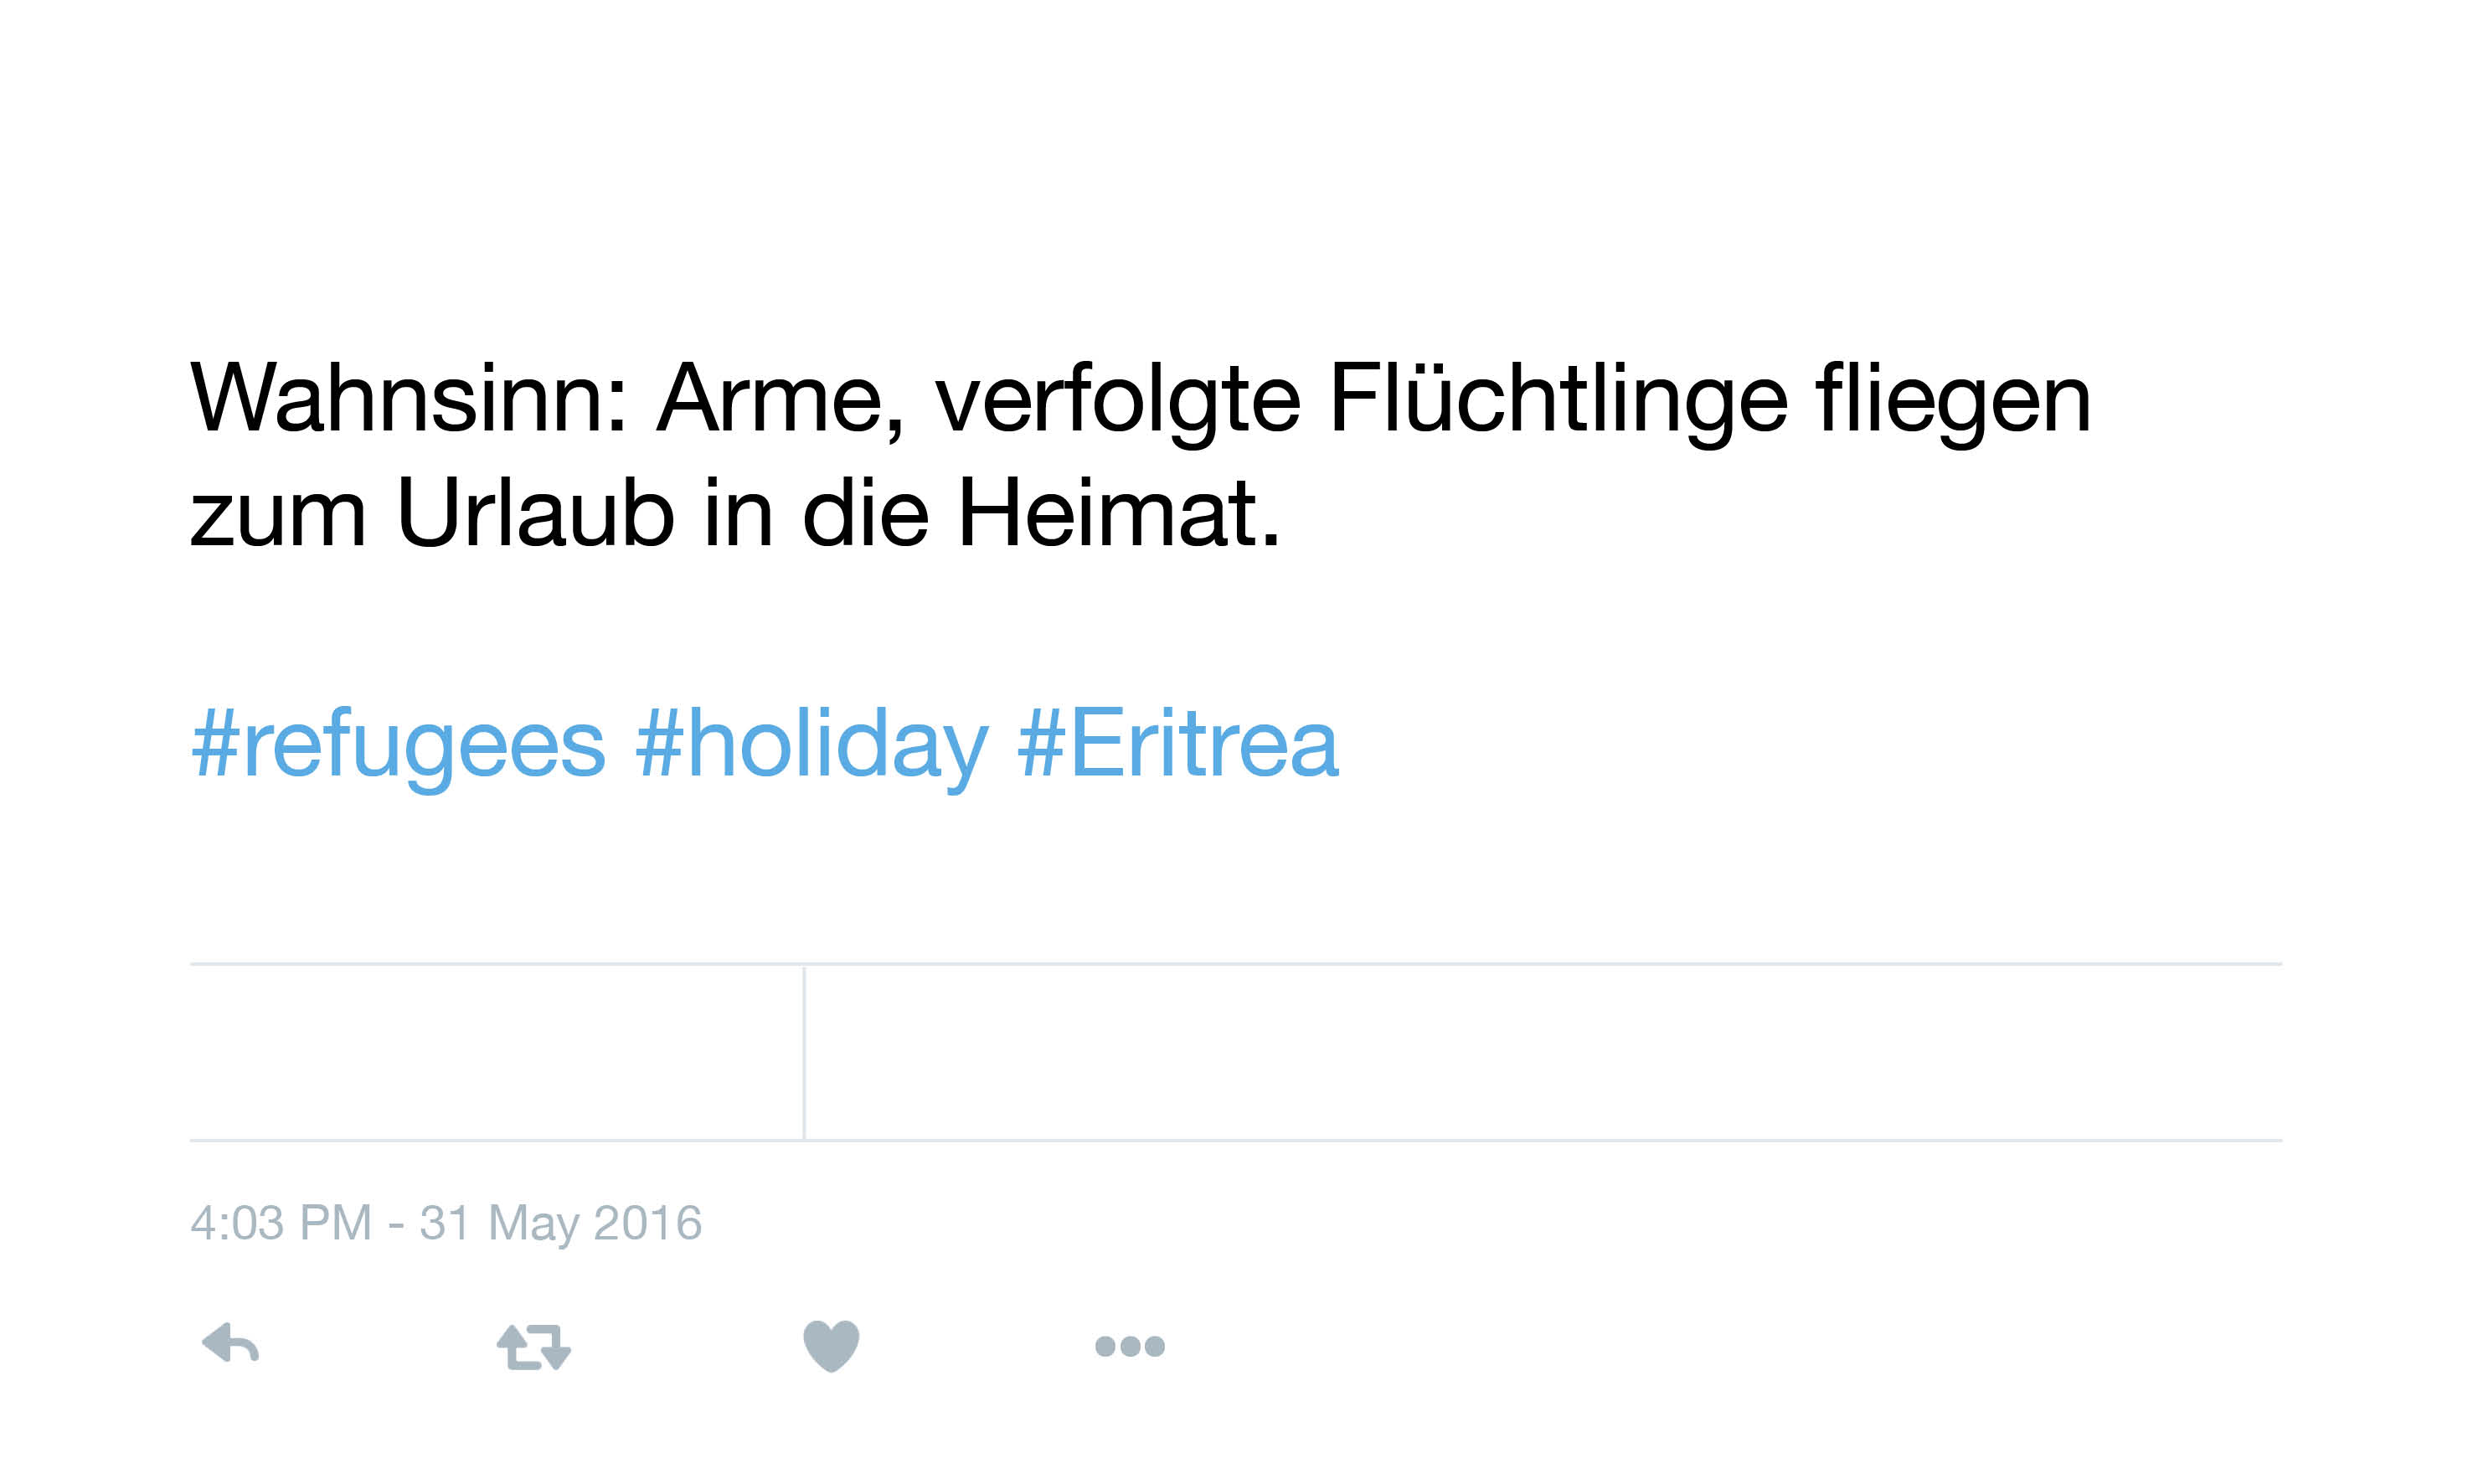 Wahnsinn: Arme, verfolgte Flüchtlinge fliegen
zum Urlaub in die Heimat.
#refugees #holiday #Eritrea
4:03 PM - 31 May 2016